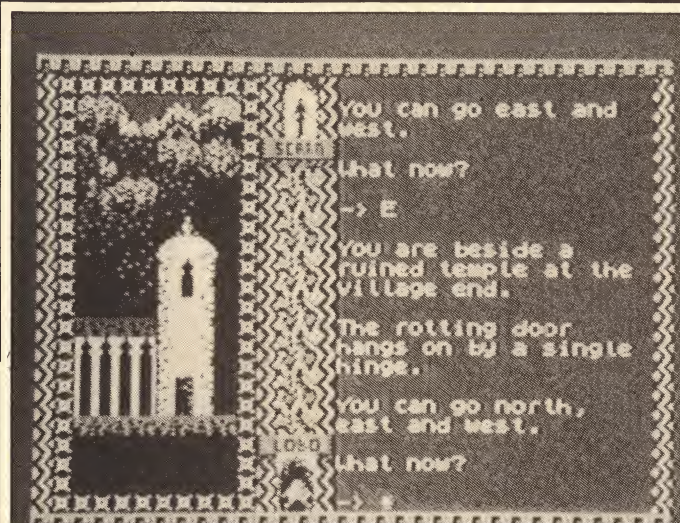 You can go east and
west.
What now?
-> E
You are beside a
ruined temple at the
village end.
The rotting door
hangs on by a single
hinge.
You can go north,
east and west.
What now?
->